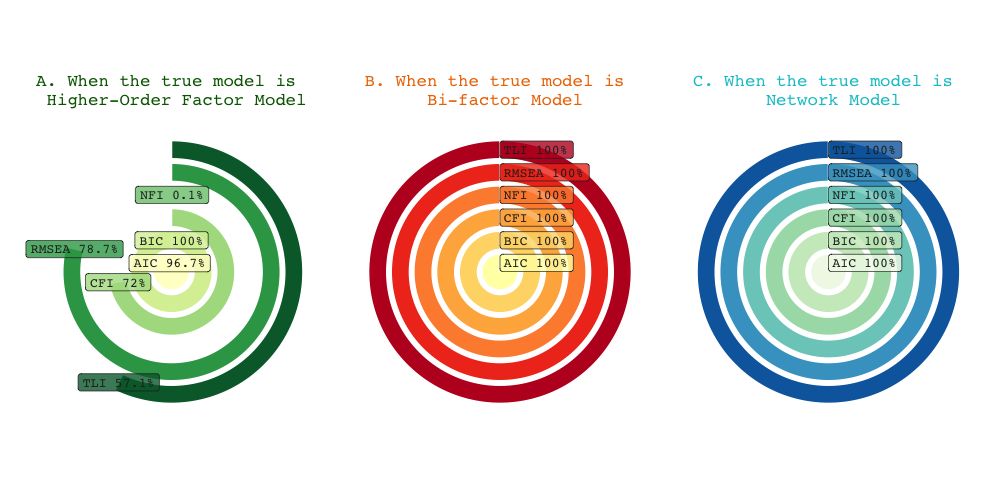 A. When the true model is
Higher-Order Factor Model
NFI 0.1%
BIC 100%
RMSEA 78.7%
AIC 96.7%
CFI 72%
TLI 57.1%
B. When the true model is
Bi-factor Model
TLI 100%
RMSEA 100%
NFI 100%
CFI 100%
BIC 100%
AIC 100%
C. When the true model is
Network Model
TLI 100%
RMSEA 100%
NFI 100%
CFI 100%
BIC 100%
AIC 100%